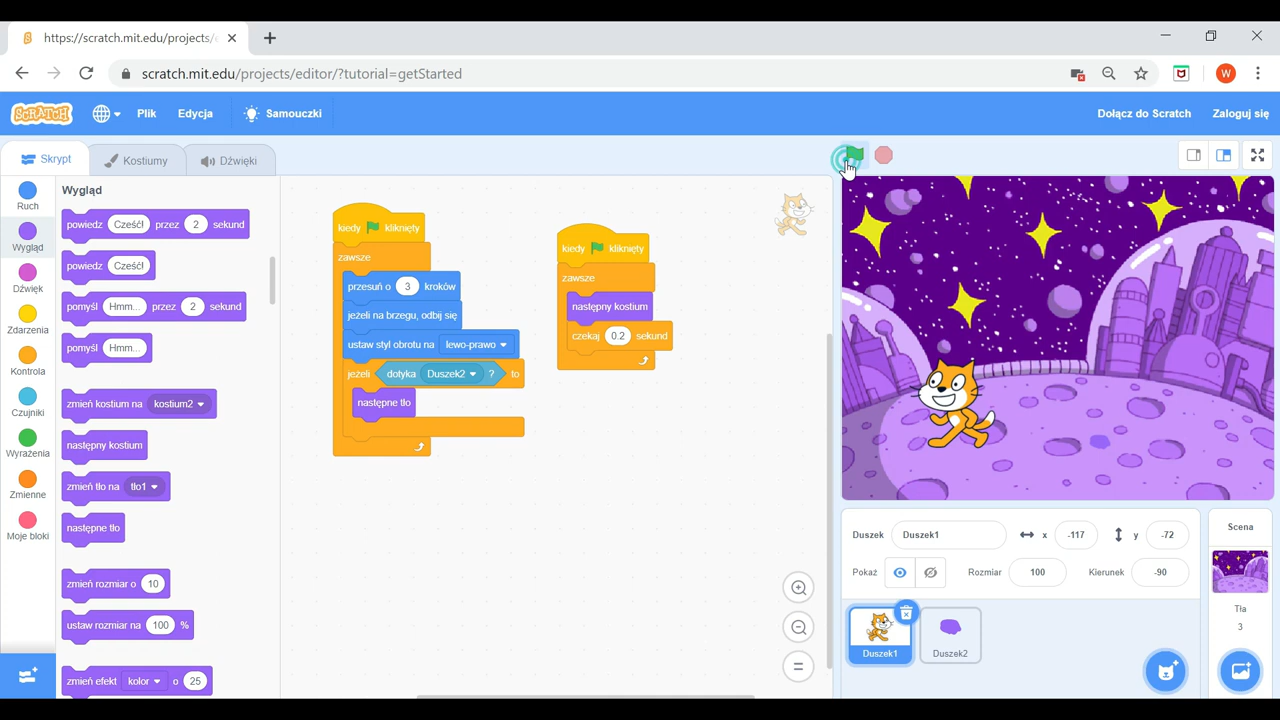 https://scratch.mit.edu/projects/e
scratch.mit.edu/projects/editor/?tutorial=getStarted
W
SCRATCH
Plik
Edycja
Samouczki
Dołącz do Scratch
Zaloguj się
Skrypt
Kostiumy
Dźwięki
Ruch
Wygląd
Dźwięk
Zdarzenia
Kontrola
Czujniki
Wyrażenia
Zmienne
Moje bloki
Wygląd
powiedz Cześć! przez 2 sekund
powiedz Cześć!
pomyśl Hmm... przez 2 sekund
pomyśl Hmm...
zmień kostium na kostium2
następny kostium
zmień tło na tło1
następne tło
zmień rozmiar o 10
ustaw rozmiar na 100 %
zmień efekt kolor o 25
kiedy kliknięty
zawsze
przesuń o 3 kroków
jeżeli na brzegu, odbij się
ustaw styl obrotu na lewo-prawo
jeżeli dotyka Duszek2 ? to
następne tło
kiedy kliknięty
zawsze
następny kostium
czekaj 0.2 sekund
Duszek Duszek1 x -117 y -72
Pokaż Rozmiar 100 Kierunek -90
Duszek1
Duszek2
Scena
Tła
3